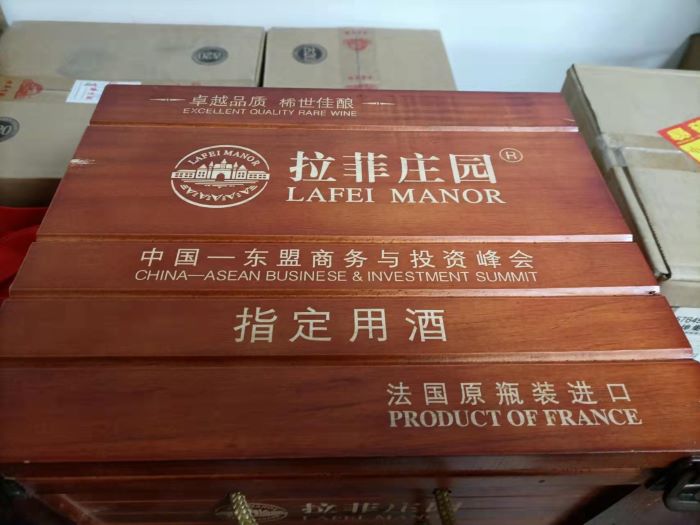 卓越品质 稀世佳酿
EXCELLENT QUALITY RARE WINE
LAFEI MANOR
拉菲庄园®
LAFEI MANOR
中国—东盟商务与投资峰会
CHINA—ASEAN BUSINESE & INVESTMENT SUMMIT
指定用酒
法国原瓶装进口
PRODUCT OF FRANCE
拉菲庄园
LAFEI MANOR